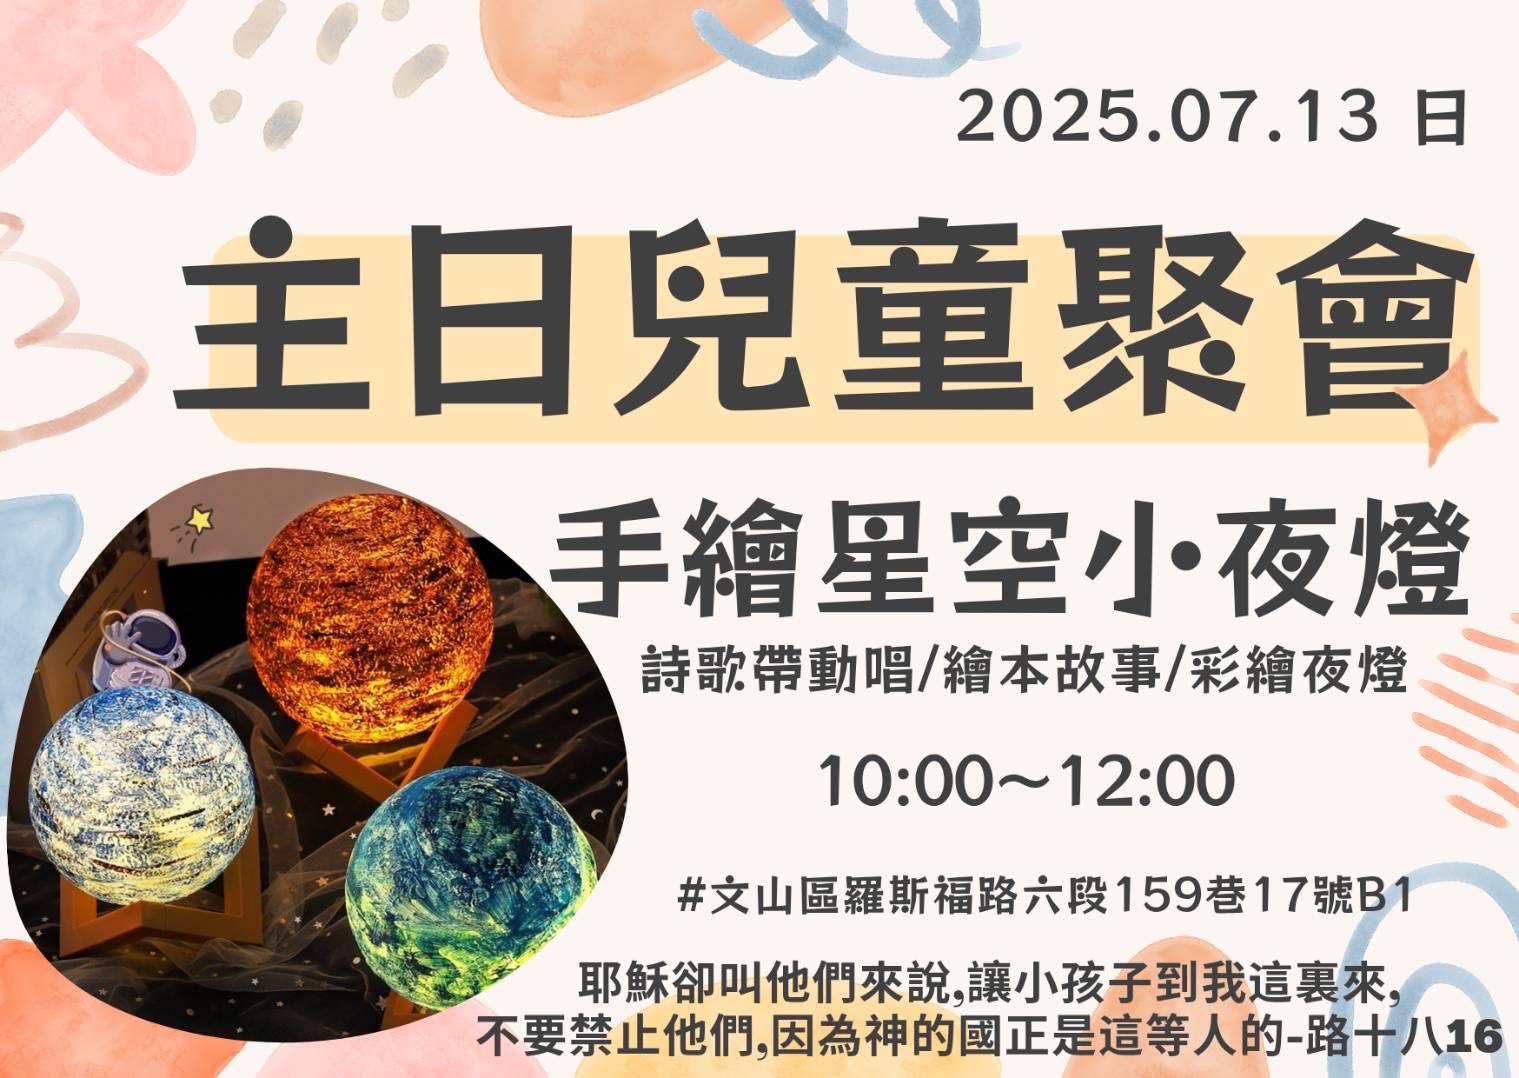 2025.07.13 日
主日兒童聚會
手繪星空小夜燈
詩歌帶動唱/繪本故事/彩繪夜燈
10:00～12:00
#文山區羅斯福路六段159巷17號B1
耶穌卻叫他們來說,讓小孩子到我這裏來,
不要禁止他們,因為神的國正是這等人的-路十八16